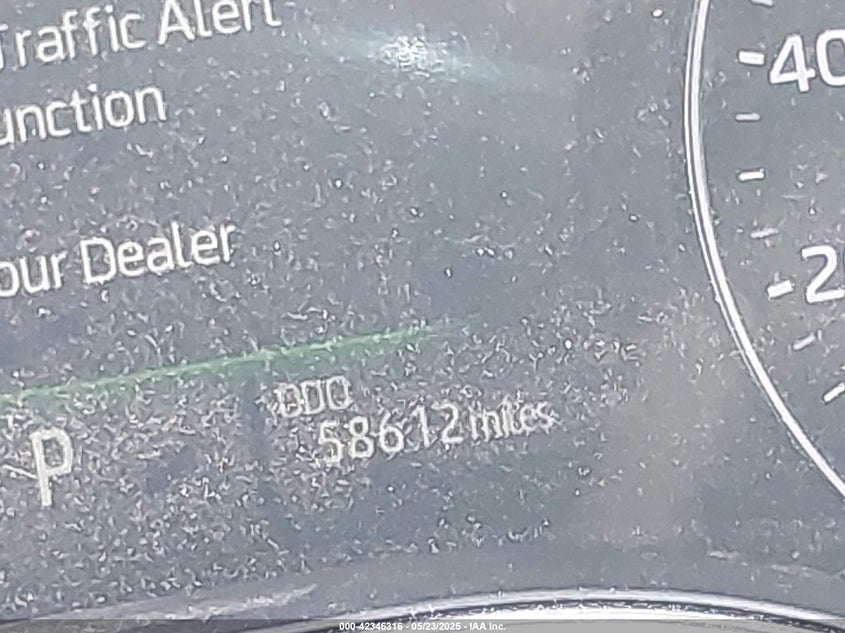 Traffic Alert
unction
our Dealer
40
20
ODO
58612 miles
P
000-42346316 - 05/23/2025 - IAA Inc.